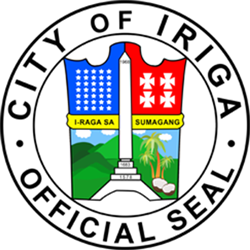 CITY OF IRIGA
I-RAGA SA SUMAGANG
OFFICIAL SEAL